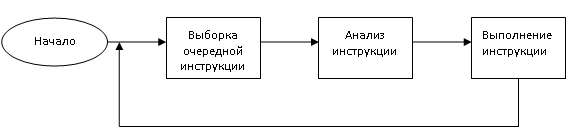 Начало
Выборка
очередной
инструкции
Анализ
инструкции
Выполнение
инструкции